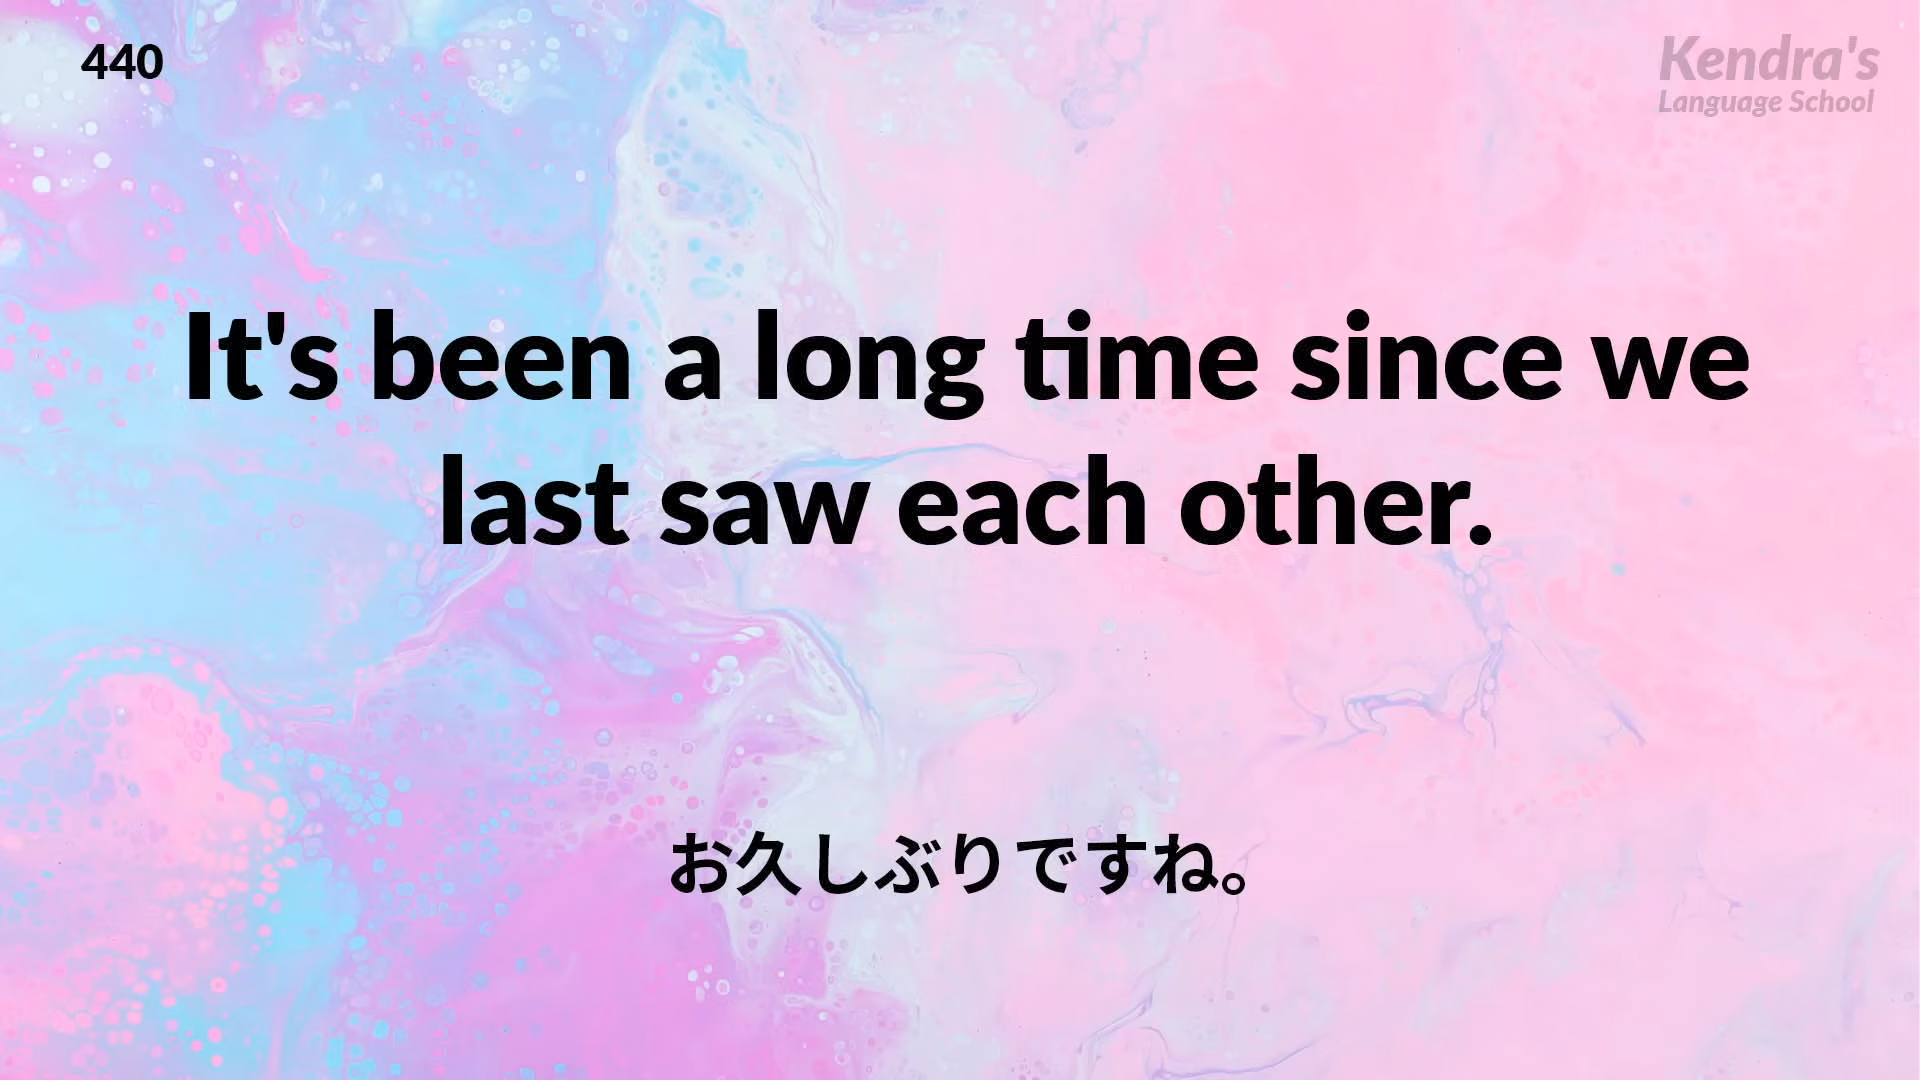 440
Kendra's
Language School
It's been a long time since we
last saw each other.
お久しぶりですね。